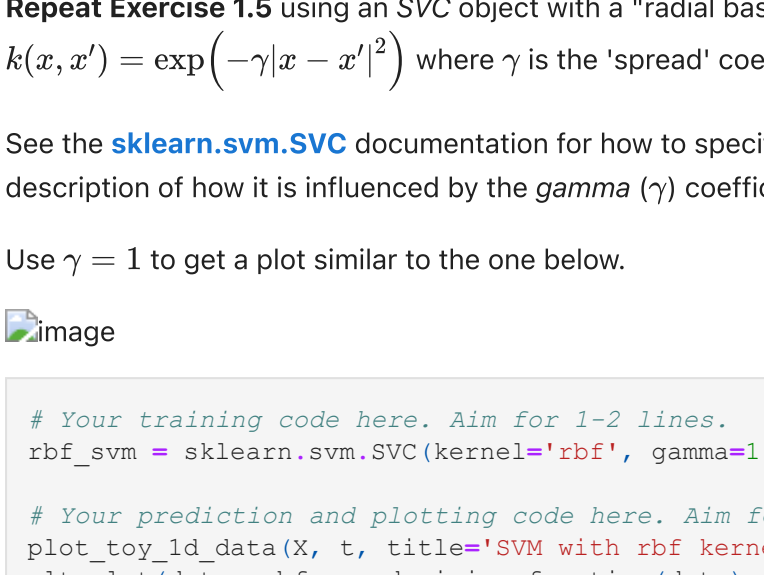 Repeat Exercise 1.5 using an SVC object with a "radial bas
k(x, x′) = exp(−γ|x − x′|²) where γ is the 'spread' coe
See the sklearn.svm.SVC documentation for how to speci
description of how it is influenced by the gamma (γ) coeffic
Use γ = 1 to get a plot similar to the one below.
image
# Your training code here. Aim for 1-2 lines.
rbf_svm = sklearn.svm.SVC(kernel='rbf', gamma=1
# Your prediction and plotting code here. Aim f
plot_toy_1d_data(X, t, title='SVM with rbf kern